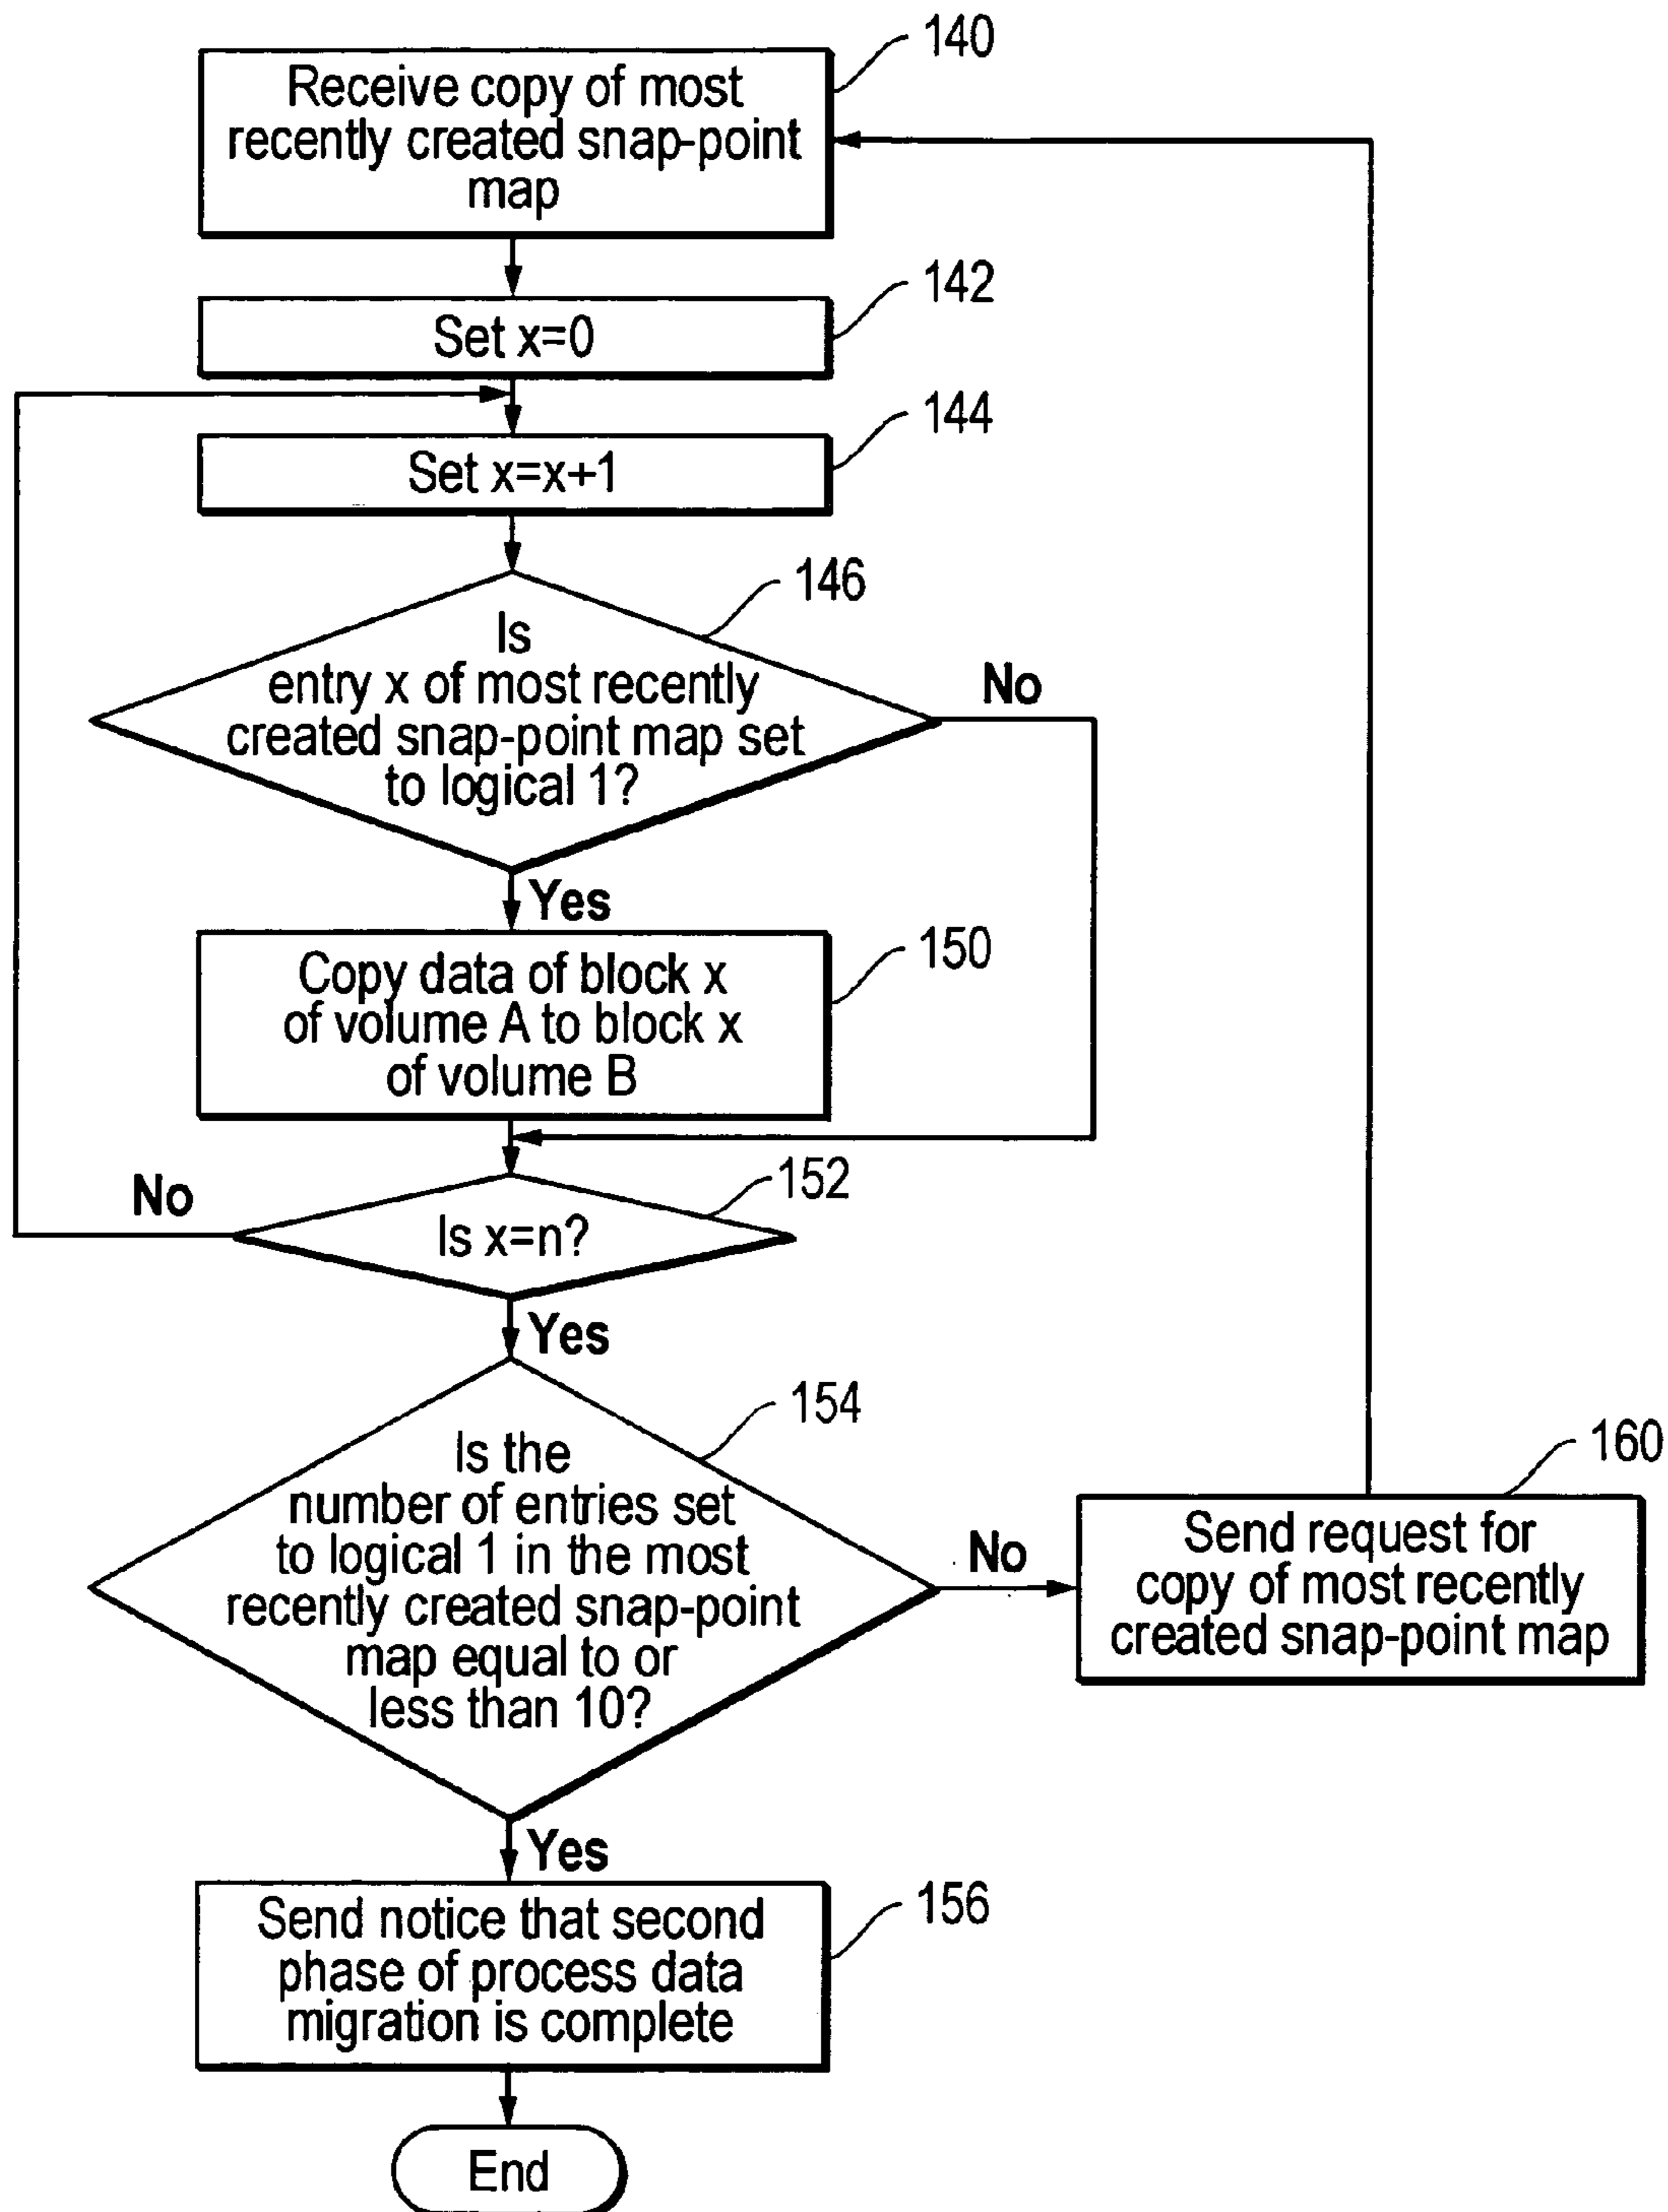 140
Receive copy of most
recently created snap-point
map
142
Set x=0
144
Set x=x+1
146
Is
entry x of most recently
created snap-point map set
to logical 1?
No
Yes
150
Copy data of block x
of volume A to block x
of volume B
152
No
Is x=n?
Yes
154
Is the
number of entries set
to logical 1 in the most
recently created snap-point
map equal to or
less than 10?
No
160
Send request for
copy of most recently
created snap-point map
Yes
156
Send notice that second
phase of process data
migration is complete
End